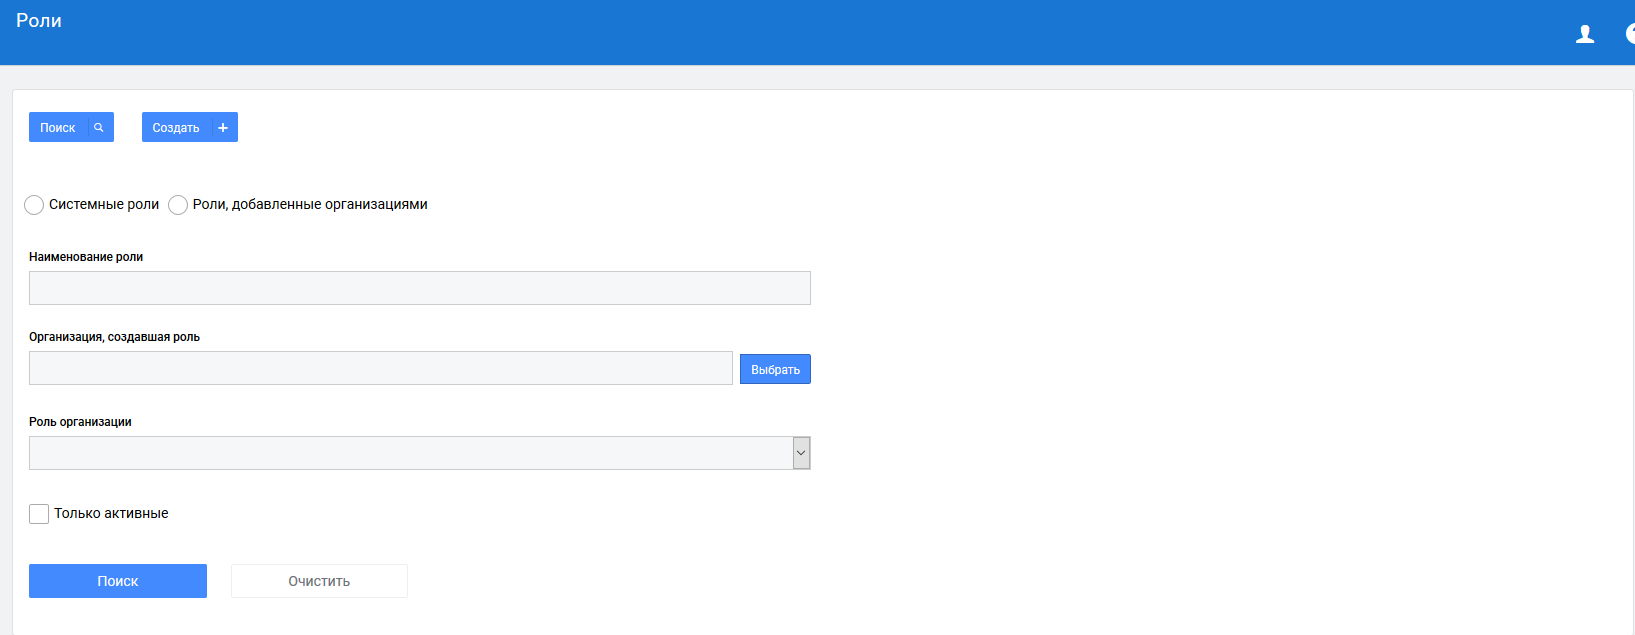 Роли
Поиск
Создать
Системные роли
Роли, добавленные организациями
Наименование роли
Организация, создавшая роль
Выбрать
Роль организации
Только активные
Поиск
Очистить